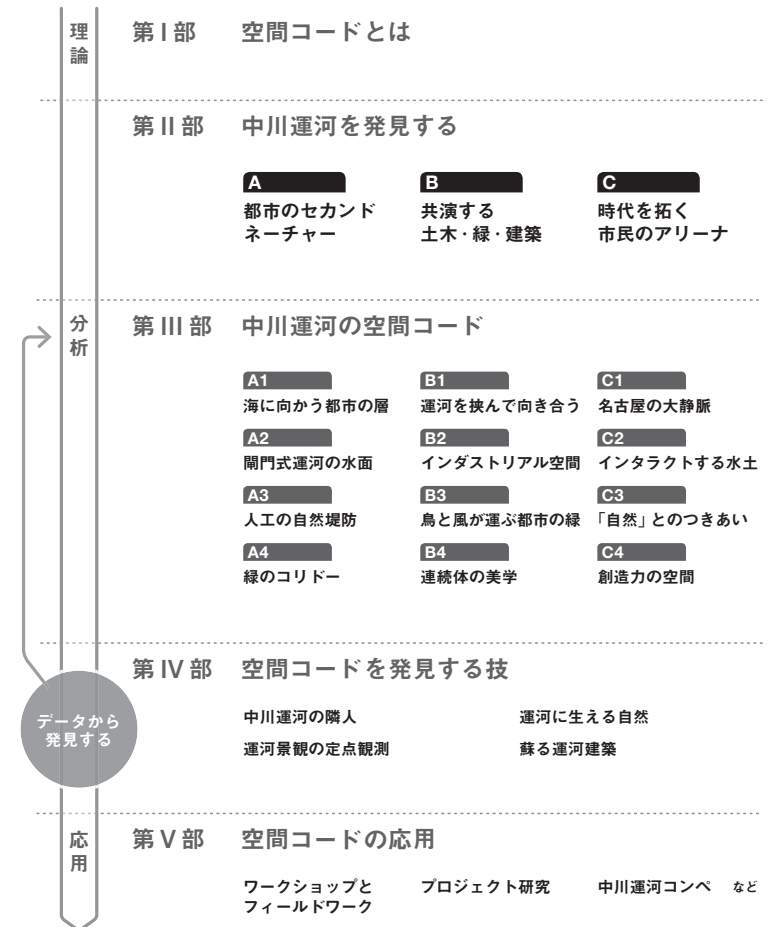 理論
第I部 空間コードとは
第II部 中川運河を発見する
A
都市のセカンド
ネーチャー
B
共演する
土木・緑・建築
C
時代を拓く
市民のアリーナ
分析
第III部 中川運河の空間コード
A1
海に向かう都市の層
B1
運河を挟んで向き合う
C1
名古屋の大静脈
A2
閘門式運河の水面
B2
インダストリアル空間
C2
インタラクトする水土
A3
人工の自然堤防
B3
鳥と風が運ぶ都市の緑
C3
「自然」とのつきあい
A4
緑のコリドー
B4
連続体の美学
C4
創造力の空間
第IV部 空間コードを発見する技
データから
発見する
中川運河の隣人
運河に生える自然
運河景観の定点観測
蘇る運河建築
応用
第V部 空間コードの応用
ワークショップと
フィールドワーク
プロジェクト研究
中川運河コンペ など